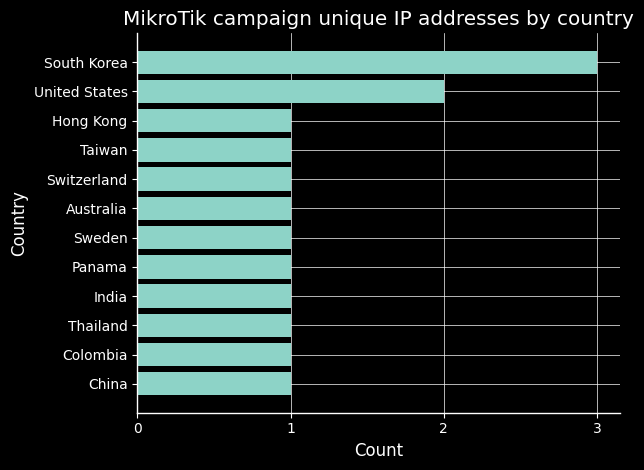 MikroTik campaign unique IP addresses by country
South Korea
United States
Hong Kong
Taiwan
Switzerland
Australia
Sweden
Panama
India
Thailand
Colombia
China
Country
0 1 2 3
Count